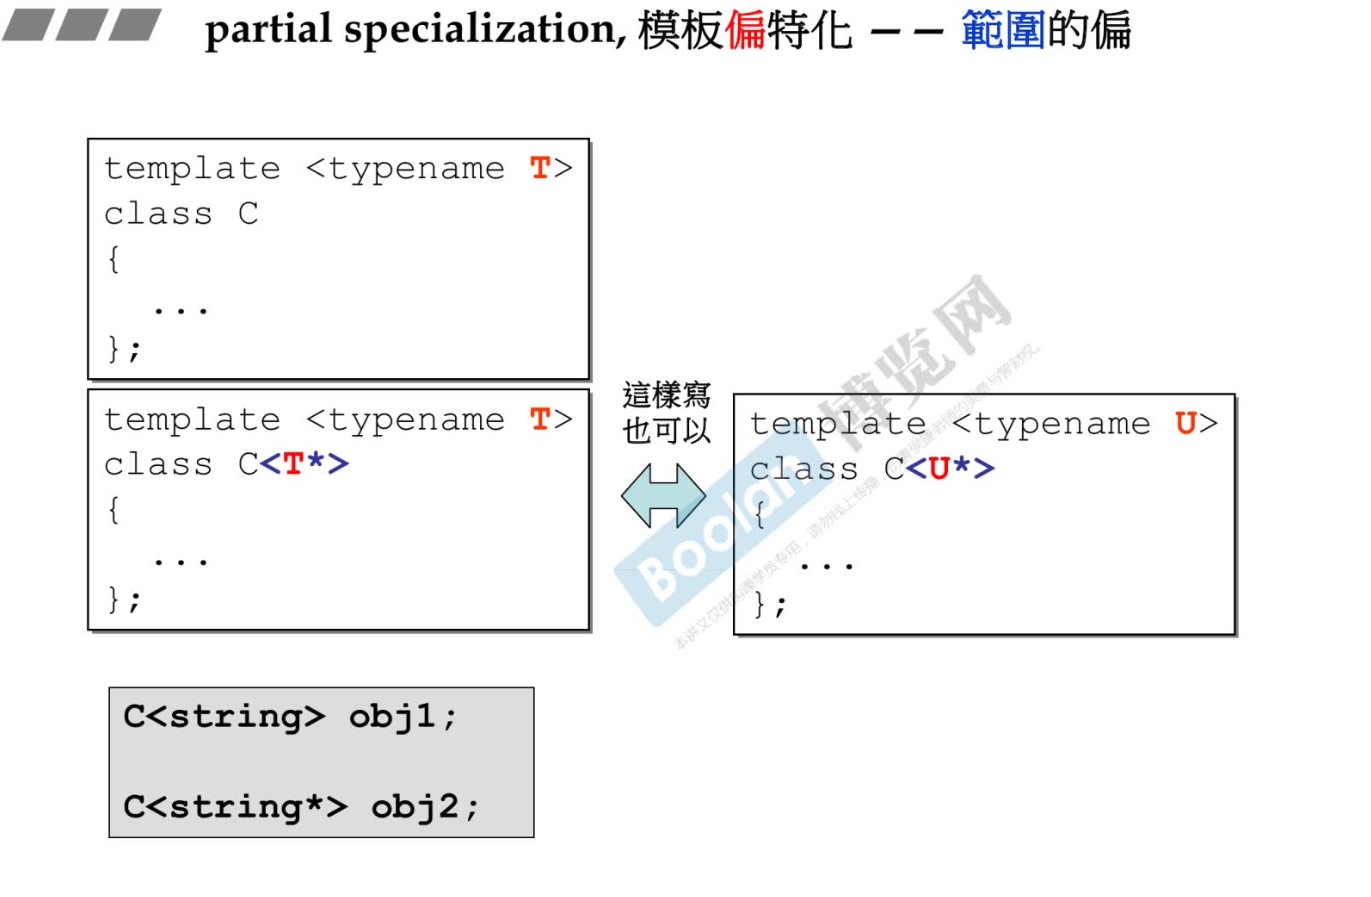 partial specialization, 模板偏特化 —— 範圍的偏
template <typename T>
class C
{
...
};
template <typename T>
class C<T*>
{
...
};
這樣寫
也可以
template <typename U>
class C<U*>
{
...
};
Boolan 博览网
C<string> obj1;
C<string*> obj2;